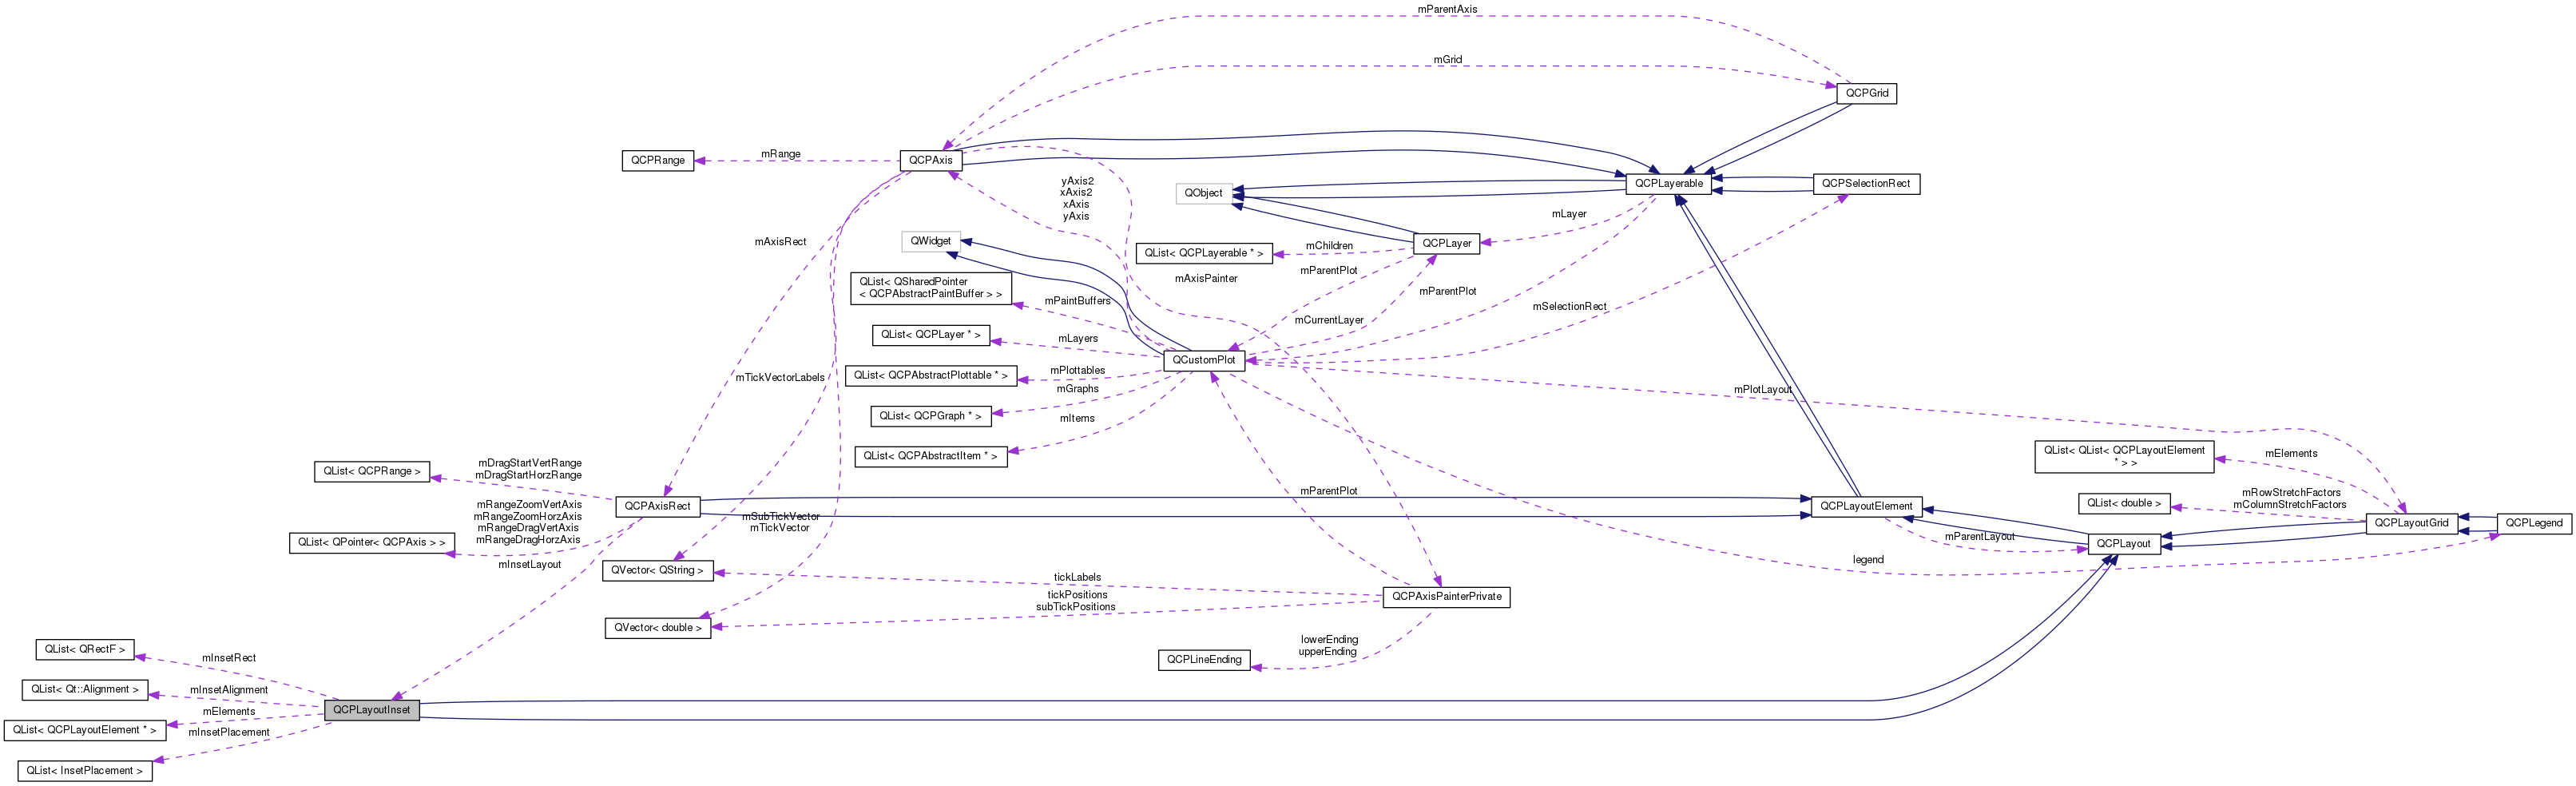 mParentAxis
mGrid
QCPGrid
QCPRange
mRange
QCPAxis
yAxis2
xAxis2
xAxis
yAxis
QObject
QCPLayerable
QCPSelectionRect
mLayer
mAxisRect
QWidget
QList< QCPLayerable * >
mChildren
QCPLayer
mParentPlot
mAxisPainter
QList< QSharedPointer
< QCPAbstractPaintBuffer > >
mPaintBuffers
mParentPlot
mSelectionRect
mCurrentLayer
QList< QCPLayer * >
mLayers
QCustomPlot
mTickVectorLabels
QList< QCPAbstractPlottable * >
mPlottables
mGraphs
mPlotLayout
QList< QCPGraph * >
mItems
QList< QCPAbstractItem * >
QList< QList< QCPLayoutElement
* > >
mElements
QList< QCPRange >
mDragStartVertRange
mDragStartHorzRange
mParentPlot
QList< double >
mRowStretchFactors
mColumnStretchFactors
QCPAxisRect
mRangeZoomVertAxis
mRangeZoomHorzAxis
mRangeDragVertAxis
mRangeDragHorzAxis
mSubTickVector
mTickVector
QCPLayoutElement
QCPLayoutGrid
QCPLegend
QList< QPointer< QCPAxis > >
mParentLayout
QCPLayout
mInsetLayout
legend
QVector< QString >
tickLabels
tickPositions
subTickPositions
QCPAxisPainterPrivate
QVector< double >
lowerEnding
upperEnding
QCPLineEnding
QList< QRectF >
mInsetRect
QList< Qt::Alignment >
mInsetAlignment
QCPLayoutInset
mElements
QList< QCPLayoutElement * >
mInsetPlacement
QList< InsetPlacement >